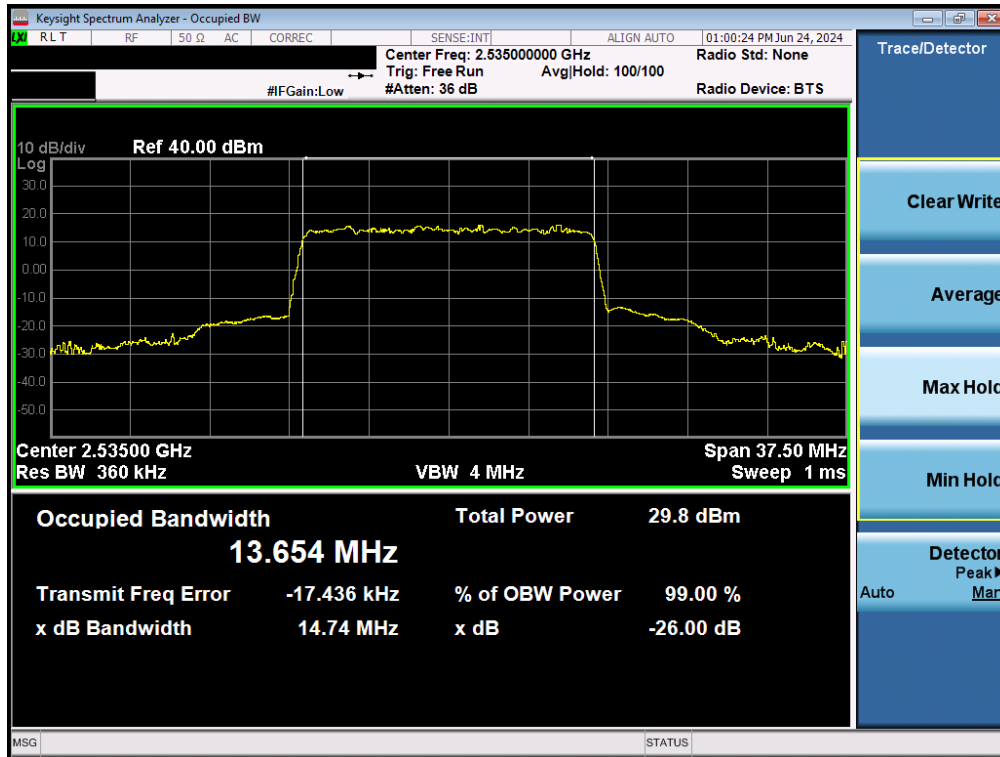 Keysight Spectrum Analyzer - Occupied BW
LXI RLT RF 50 Ω AC CORREC SENSE:INT ALIGN AUTO 01:00:24 PM Jun 24, 2024
Center Freq: 2.535000000 GHz Radio Std: None
Trig: Free Run Avg|Hold: 100/100
#IFGain:Low #Atten: 36 dB Radio Device: BTS
Trace/Detector
10 dB/div Ref 40.00 dBm
Log
30.0
20.0
10.0
0.00
-10.0
-20.0
-30.0
-40.0
-50.0
Center 2.53500 GHz Span 37.50 MHz
Res BW 360 kHz VBW 4 MHz Sweep 1 ms
Occupied Bandwidth Total Power 29.8 dBm
13.654 MHz
Transmit Freq Error -17.436 kHz % of OBW Power 99.00 %
x dB Bandwidth 14.74 MHz x dB -26.00 dB
Clear Write
Average
Max Hold
Min Hold
Detector
Peak
Auto Man
MSG STATUS